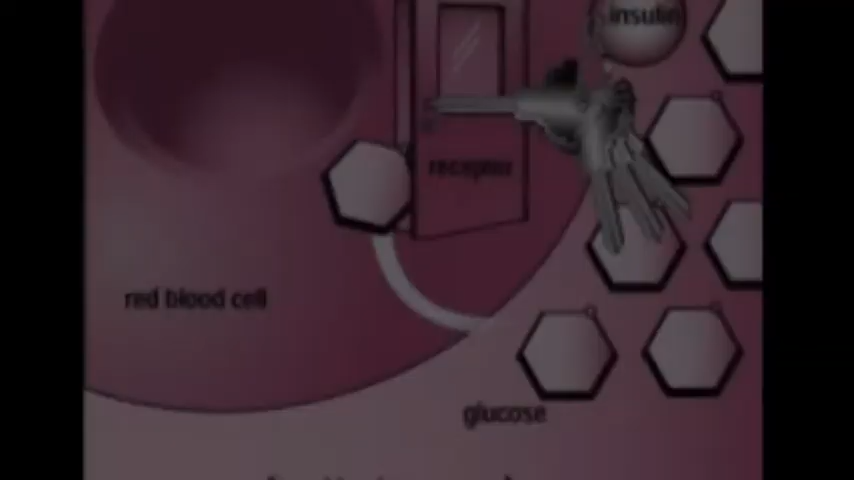 insulin
receptor
red blood cell
glucose